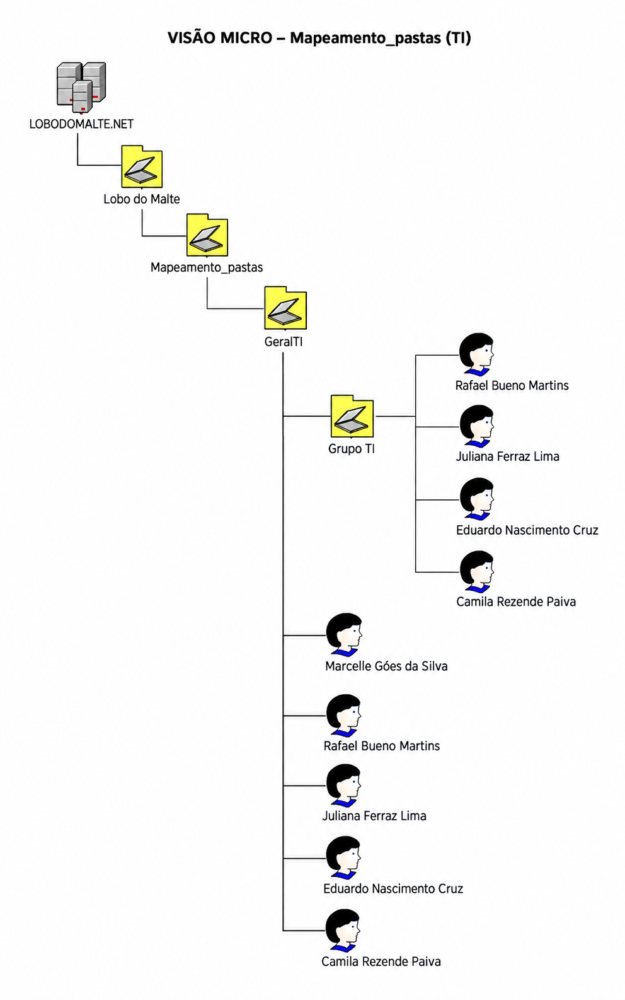 VISÃO MICRO – Mapeamento_pastas (TI)
LOBODOMALTE.NET
Lobo do Malte
Mapeamento_pastas
GeralTI
Grupo TI
Rafael Bueno Martins
Juliana Ferraz Lima
Eduardo Nascimento Cruz
Camila Rezende Paiva
Marcelle Góes da Silva
Rafael Bueno Martins
Juliana Ferraz Lima
Eduardo Nascimento Cruz
Camila Rezende Paiva